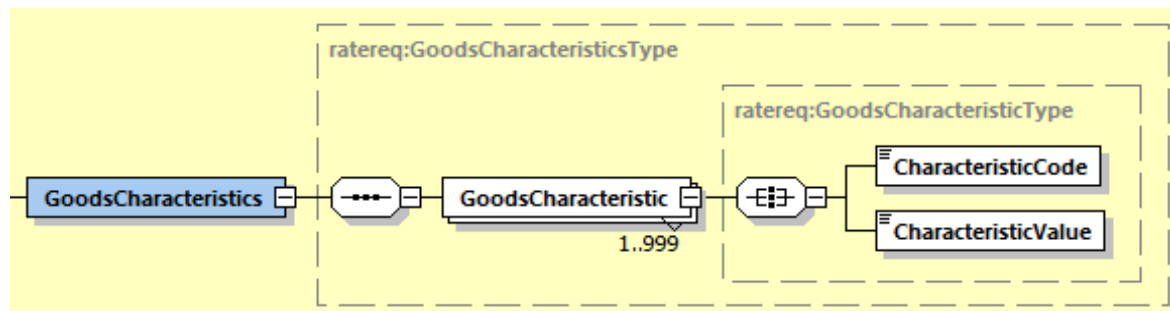 ratereq:GoodsCharacteristicsType
ratereq:GoodsCharacteristicType
CharacteristicCode
GoodsCharacteristics
GoodsCharacteristic
1..999
CharacteristicValue